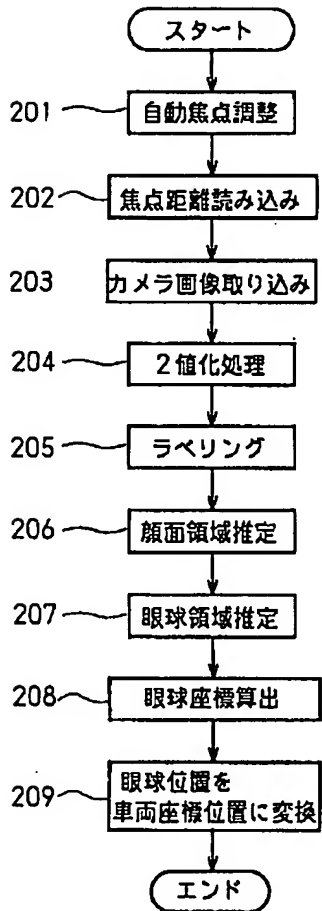 スタート
201 自動焦点調整
202 焦点距離読み込み
203 カメラ画像取り込み
204 2値化処理
205 ラベリング
206 顔面領域推定
207 眼球領域推定
208 眼球座標算出
209 眼球位置を
車両座標位置に変換
エンド